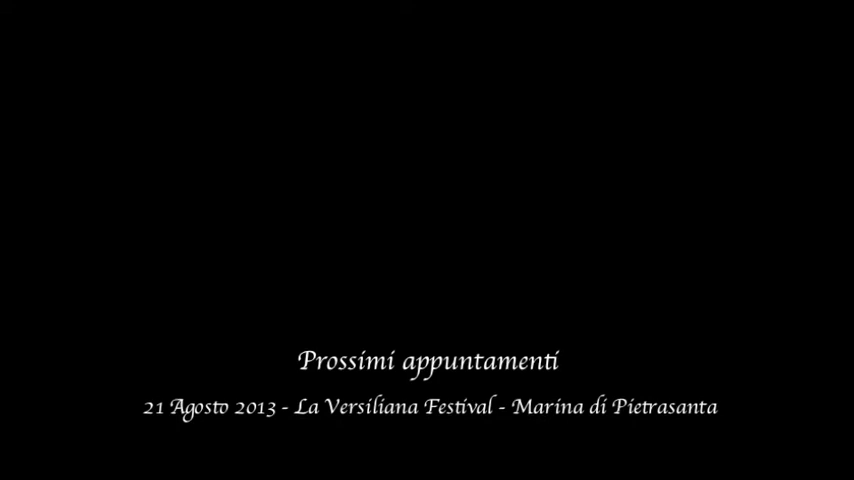 Prossimi appuntamenti
21 Agosto 2013 - La Versiliana Festival - Marina di Pietrasanta